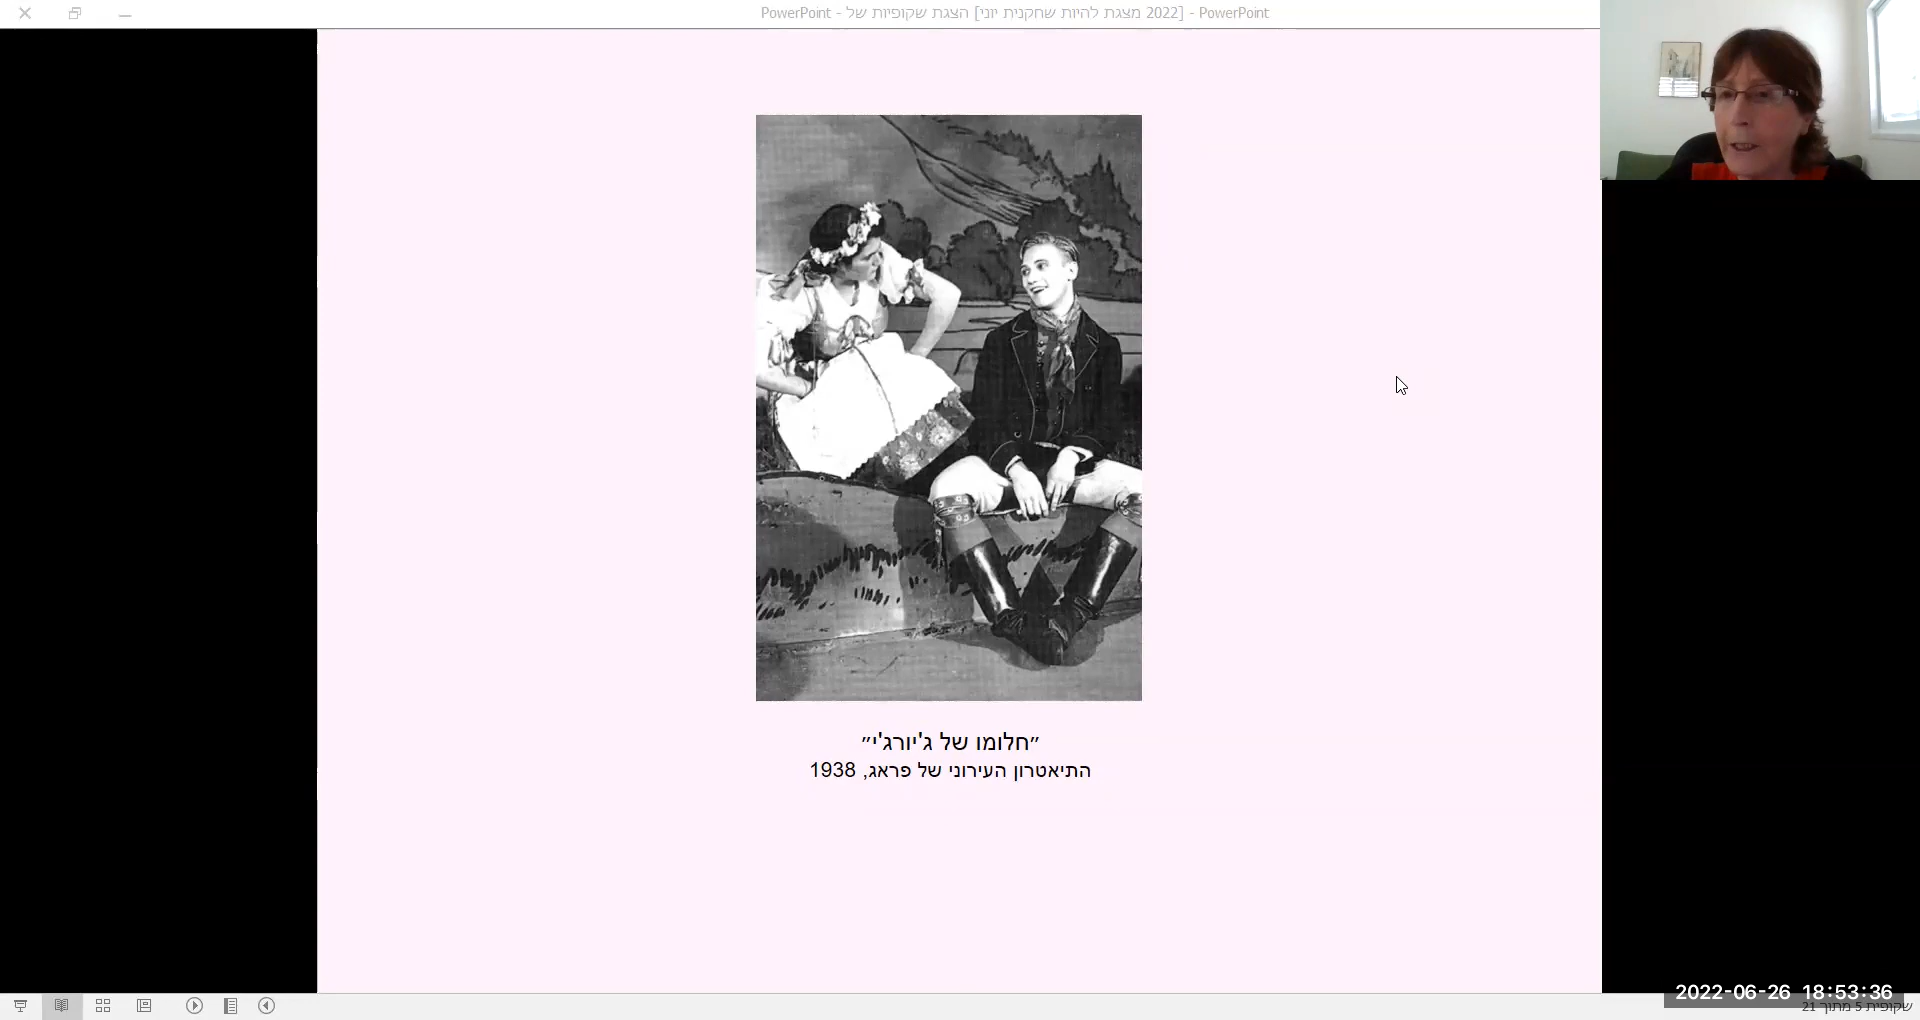 PowerPoint - הצגת שקופיות של [מצגת להיות שחקנית יוני 2022] - PowerPoint
״חלומו של ג'יורג'י״
התיאטרון העירוני של פראג, 1938
2022-06-26 18:53:36
שקופית 5 מתוך 21